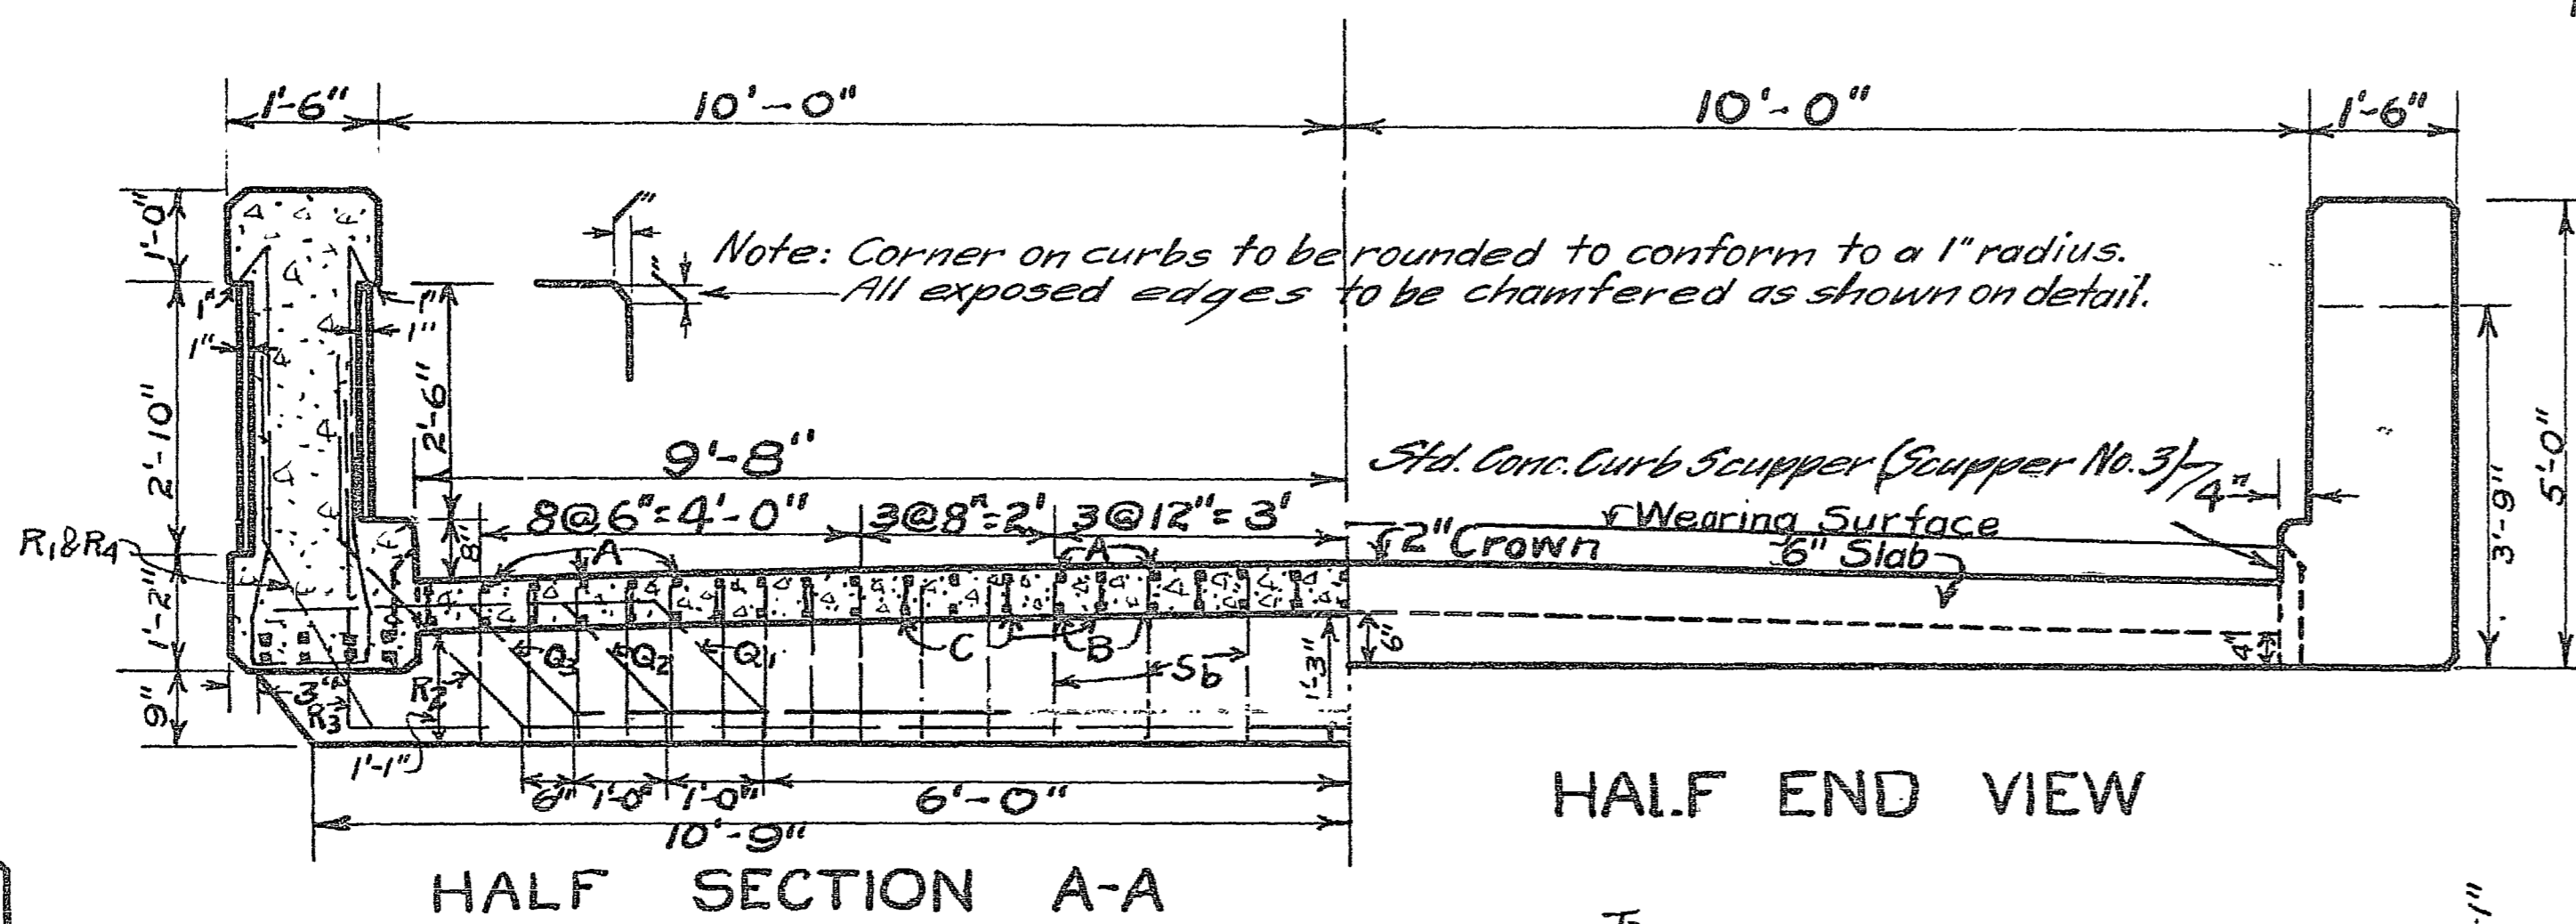 1'-6" 10'-0" 10'-0" 1'-6"
1'-0"
1"
Note: Corner on curbs to be rounded to conform to a 1" radius.
1"
All exposed edges to be chamfered as shown on detail.
1" 1"
1" 1"
2'-10"
2'-6"
5'-0"
3'-9"
9'-8"
Std. Conc. Curb Scupper (Scupper No.3) 4"
8@6"=4'-0" 3@8"=2' 3@12"=3'
Wearing Surface
R1&R4
8"
A A
2" Crown
6" Slab
1'-2"
C B
6"
4"
Q3 Q2 Q1
Sb
1'-3"
R2
3"
R3
9"
1'-1"
6" 1'-0" 1'-0" 6'-0"
10'-9"
HALF END VIEW
HALF SECTION A-A